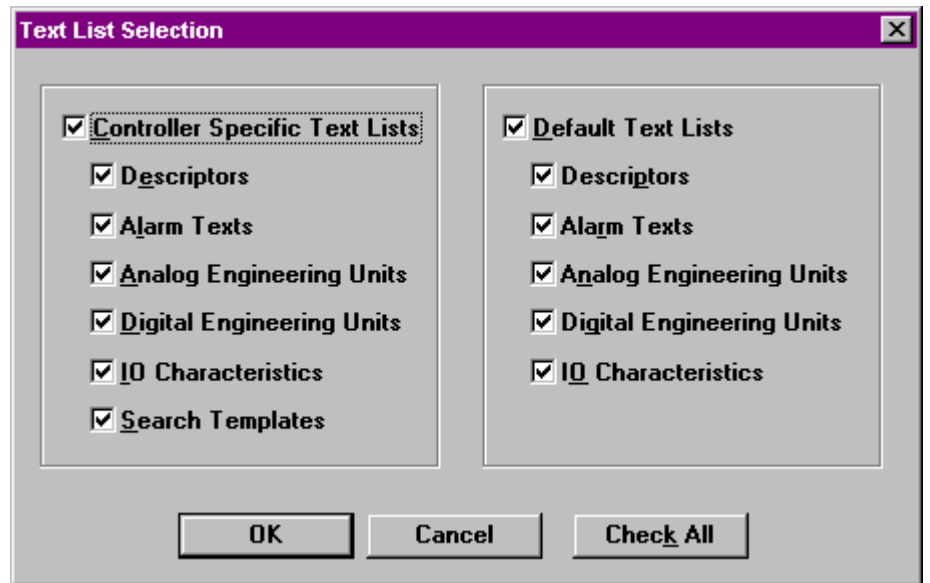 Text List Selection
Controller Specific Text Lists
Descriptors
Alarm Texts
Analog Engineering Units
Digital Engineering Units
IO Characteristics
Search Templates
Default Text Lists
Descriptors
Alarm Texts
Analog Engineering Units
Digital Engineering Units
IO Characteristics
OK
Cancel
Check All